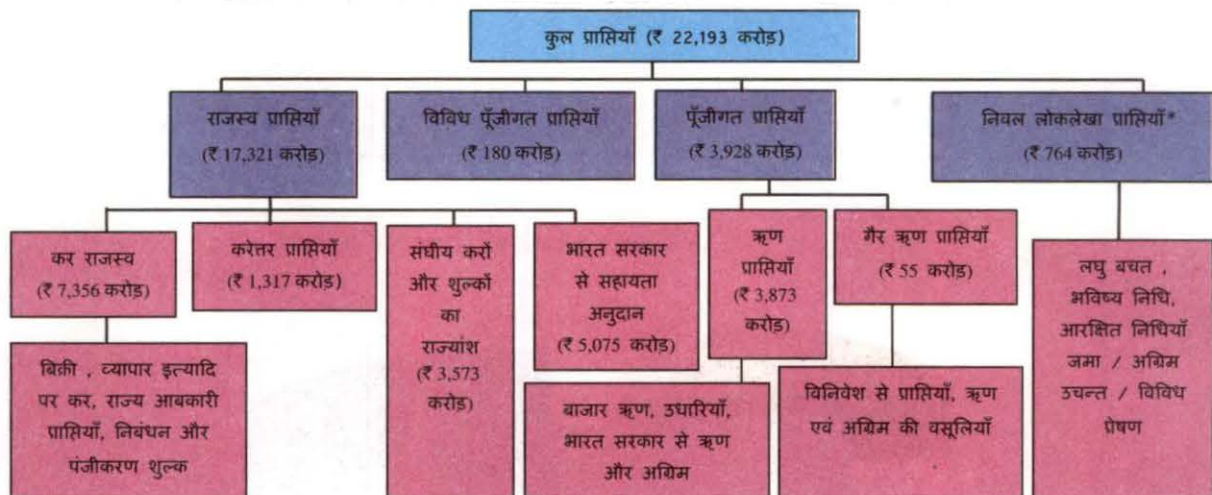 कुल प्राप्तियाँ (₹ 22,193 करोड़)
राजस्व प्राप्तियाँ
(₹ 17,321 करोड़)
विविध पूँजीगत प्राप्तियाँ
(₹ 180 करोड़)
पूँजीगत प्राप्तियाँ
(₹ 3,928 करोड़)
निवल लोकलेखा प्राप्तियाँ*
(₹ 764 करोड़)
कर राजस्व
(₹ 7,356 करोड़)
करेत्तर प्राप्तियाँ
(₹ 1,317 करोड़)
संघीय करों
और शुल्कों
का
राज्यांश
(₹ 3,573
करोड़)
भारत सरकार
से सहायता
अनुदान
(₹ 5,075 करोड़)
ऋण
प्राप्तियाँ
(₹ 3,873
करोड़)
गैर ऋण प्राप्तियाँ
(₹ 55 करोड़)
लघु बचत ,
भविष्य निधि,
आरक्षित निधियाँ
जमा / अग्रिम
उचन्त / विविध
प्रेषण
बिक्री , व्यापार इत्यादि
पर कर, राज्य आबकारी
प्राप्तियाँ, निबंधन और
पंजीकरण शुल्क
बाजार ऋण, उधारियाँ,
भारत सरकार से ऋण
और अग्रिम
विनिवेश से प्राप्तियाँ, ऋण
एवं अग्रिम की वसूलियाँ